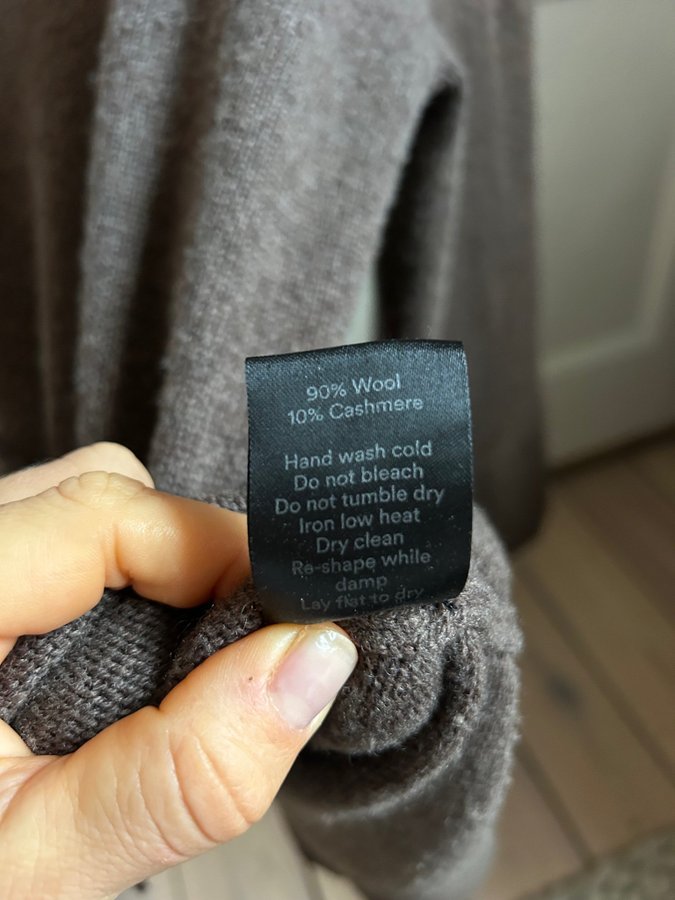 90% Wool
10% Cashmere
Hand wash cold
Do not bleach
Do not tumble dry
Iron low heat
Dry clean
Re-shape while
damp
Lay flat to dry